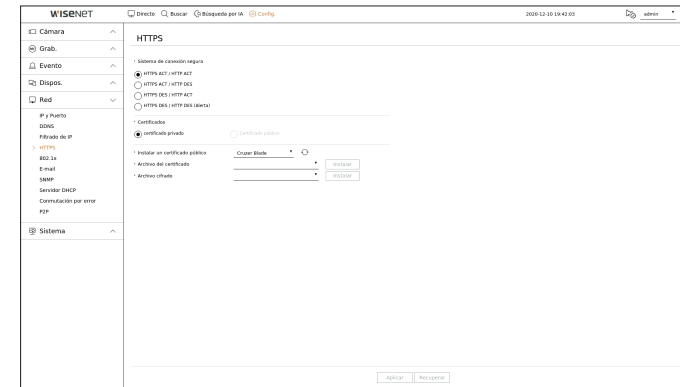 WISENET
Directo Buscar Búsqueda por IA Config. 2020-12-10 19:42:03 admin
Cámara
Grab.
Evento
Dispos.
Red
IP y Puerto
DDNS
Filtrado de IP
HTTPS
802.1x
E-mail
SNMP
Servidor DHCP
Conmutación por error
P2P
Sistema
HTTPS
Sistema de conexión segura
HTTPS ACT / HTTP ACT
HTTPS ACT / HTTP DES
HTTPS DES / HTTP ACT
HTTPS DES / HTTP DES (Alerta)
Certificados
certificado privado Certificado público
Instalar un certificado público Cruzer Blade
Archivo del certificado Instalar
Archivo cifrado Instalar
Aplicar Recuperar